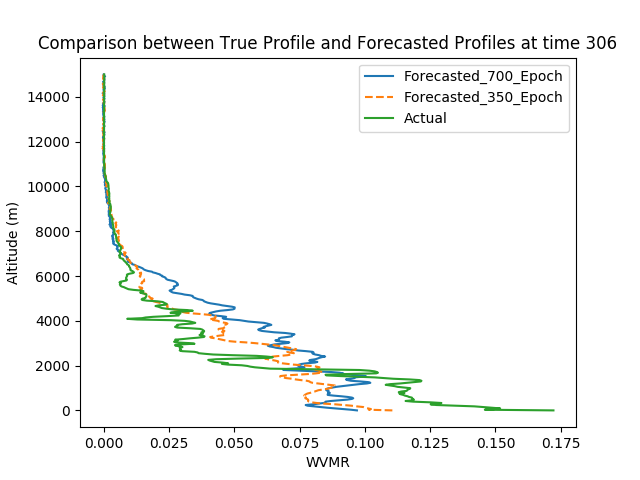 Comparison between True Profile and Forecasted Profiles at time 306
Forecasted_700_Epoch
Forecasted_350_Epoch
Actual
Altitude (m)
14000
12000
10000
8000
6000
4000
2000
0
0.000 0.025 0.050 0.075 0.100 0.125 0.150 0.175
WVMR